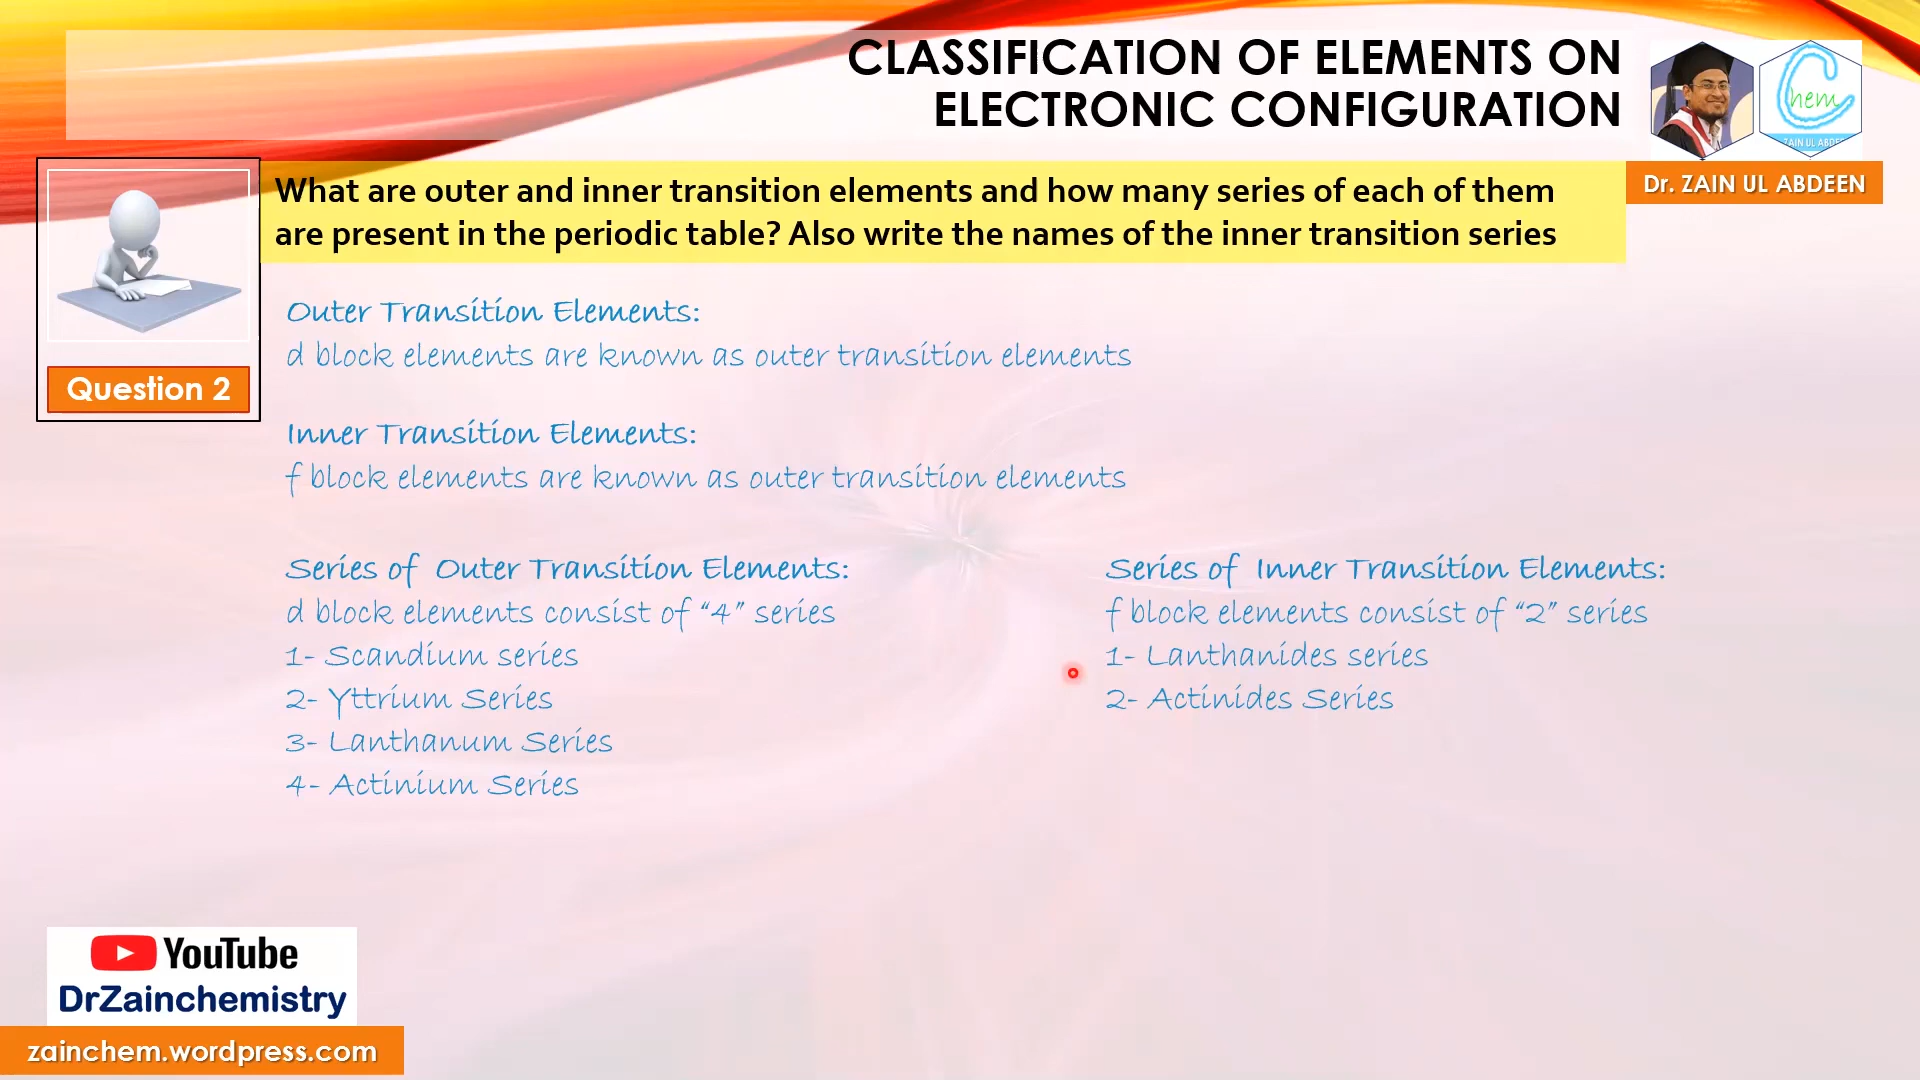 CLASSIFICATION OF ELEMENTS ON
ELECTRONIC CONFIGURATION
hem
Dr. ZAIN UL ABDEEN
What are outer and inner transition elements and how many series of each of them
are present in the periodic table? Also write the names of the inner transition series
Question 2
Outer Transition Elements:
d block elements are known as outer transition elements
Inner Transition Elements:
f block elements are known as outer transition elements
Series of Outer Transition Elements:
d block elements consist of “4” series
1- Scandium series
2- Yttrium Series
3- Lanthanum Series
4- Actinium Series
Series of Inner Transition Elements:
f block elements consist of “2” series
1- Lanthanides series
2- Actinides Series
YouTube
DrZainchemistry
zainchem.wordpress.com